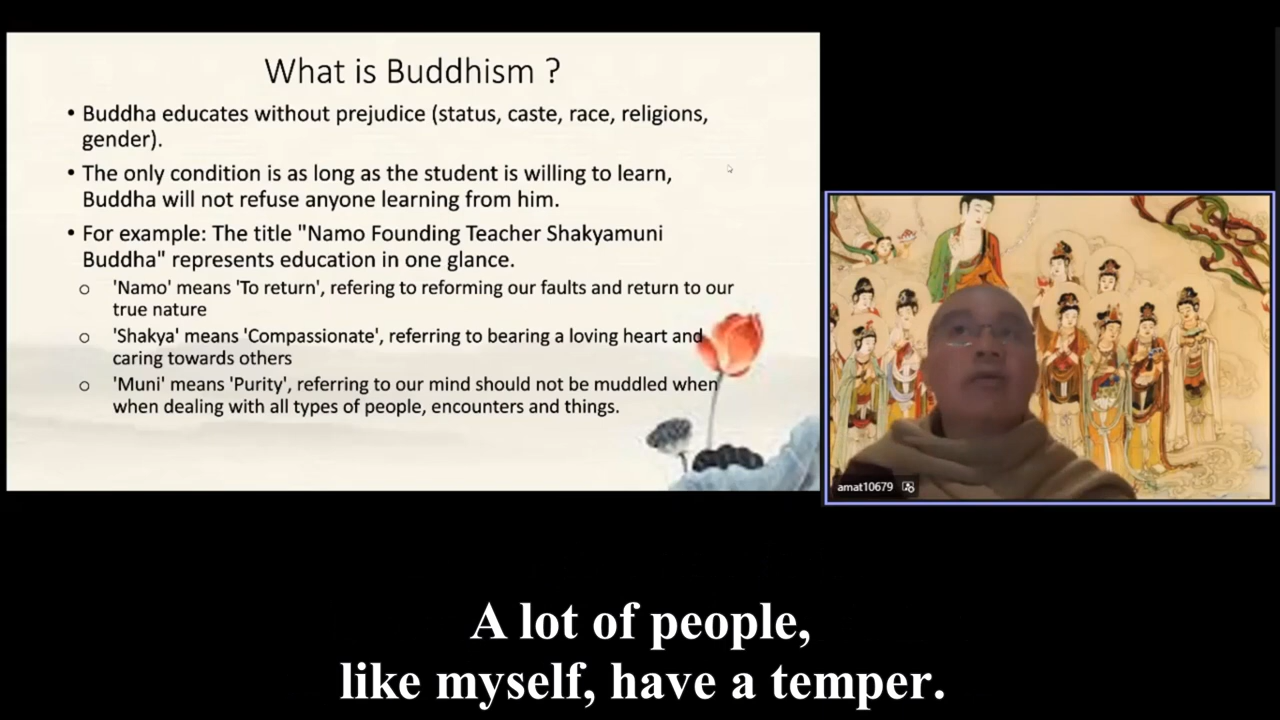 What is Buddhism ?
• Buddha educates without prejudice (status, caste, race, religions,
gender).
• The only condition is as long as the student is willing to learn,
Buddha will not refuse anyone learning from him.
• For example: The title "Namo Founding Teacher Shakyamuni
Buddha" represents education in one glance.
o 'Namo' means 'To return', refering to reforming our faults and return to our
true nature
o 'Shakya' means 'Compassionate', referring to bearing a loving heart and
caring towards others
o 'Muni' means 'Purity', referring to our mind should not be muddled when
when dealing with all types of people, encounters and things.
amat10679
A lot of people,
like myself, have a temper.